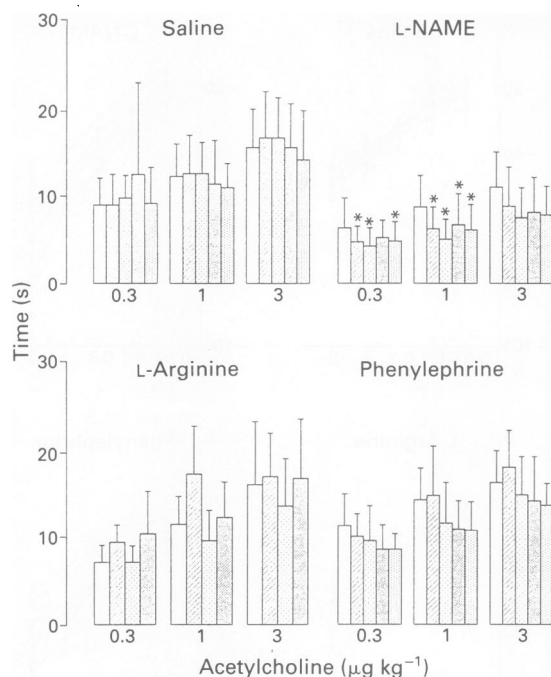 Saline
L-NAME
30
20
10
0
* * *
* * * *
0.3
1
3
0.3
1
3
Time (s)
L-Arginine
Phenylephrine
30
20
10
0
0.3
1
3
0.3
1
3
Acetylcholine (μg kg⁻¹)